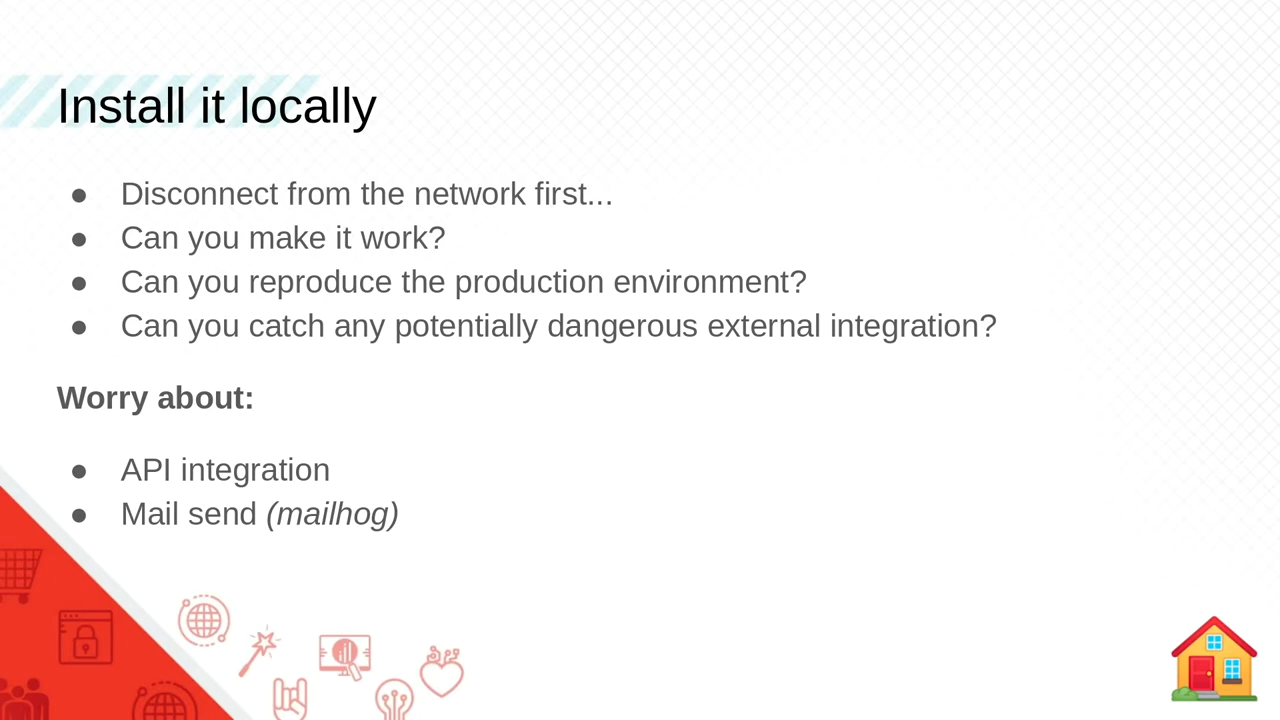 Install it locally
● Disconnect from the network first...
● Can you make it work?
● Can you reproduce the production environment?
● Can you catch any potentially dangerous external integration?
Worry about:
● API integration
● Mail send (mailhog)